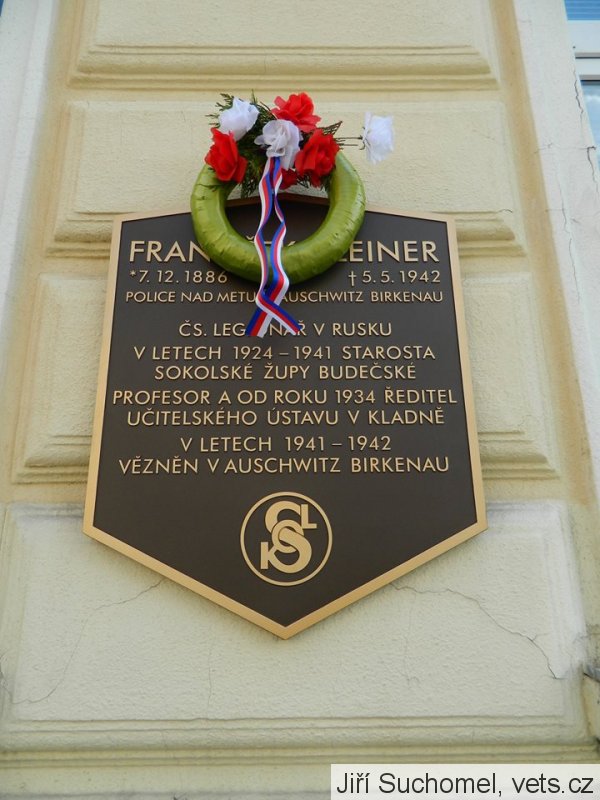 *7.12.1886 †5.5.1942
POLICE NAD AUSCHWITZ BIRKENAU
ČS. V RUSKU
V LETECH 1924 – 1941 STAROSTA
SOKOLSKÉ ŽUPY BUDEČSKÉ
PROFESOR A OD ROKU 1934 ŘEDITEL
UČITELSKÉHO ÚSTAVU V KLADNĚ
V LETECH 1941 – 1942
VĚZNĚN V AUSCHWITZ BIRKENAU
Jiří Suchomel, vets.cz